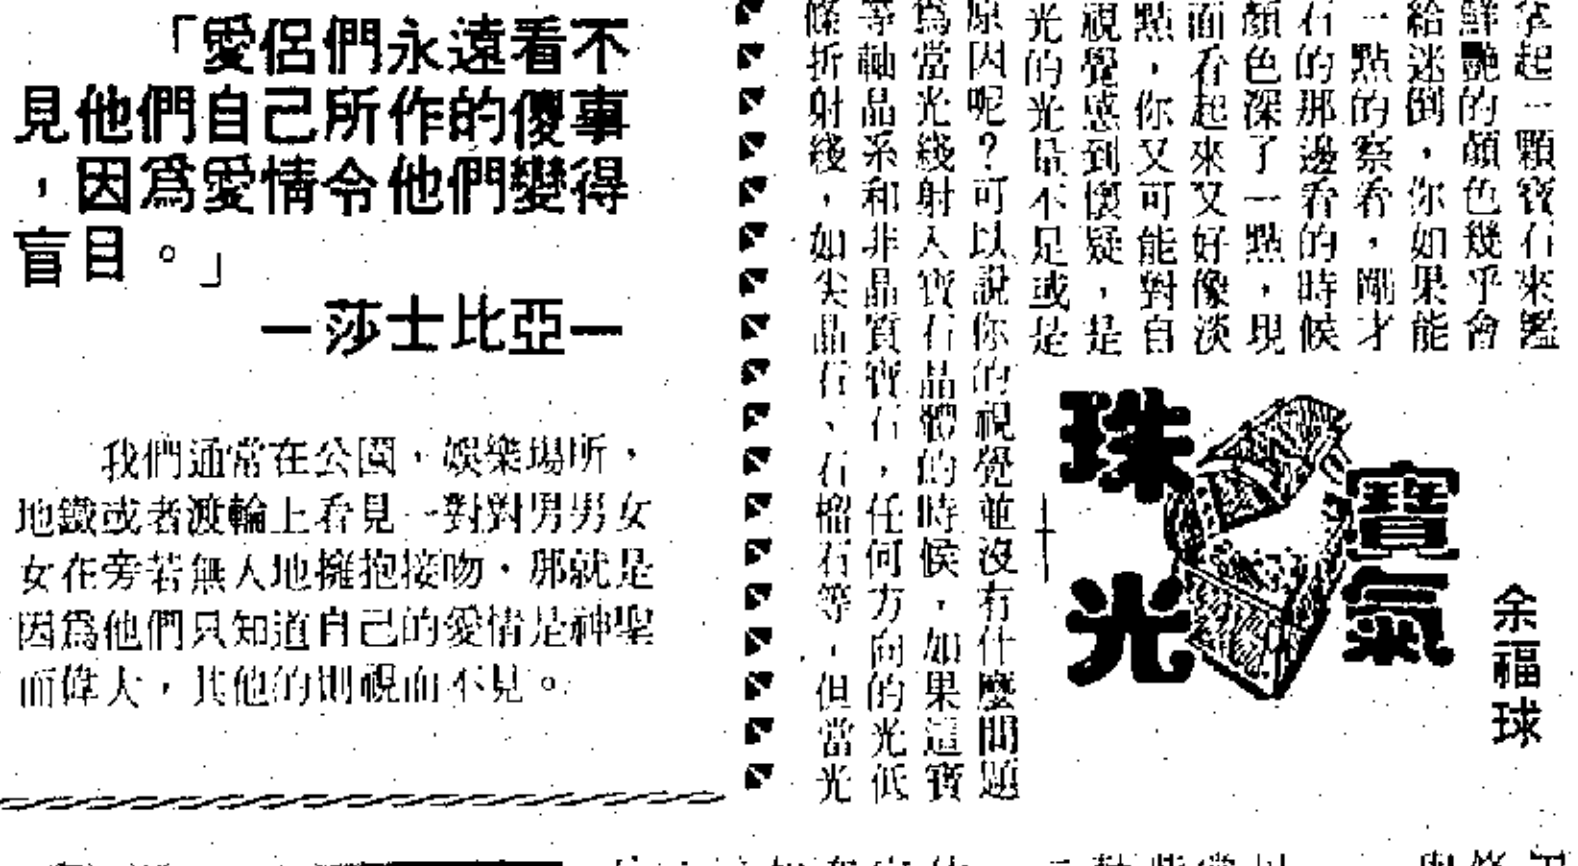 「愛侶們永遠看不
見他們自己所作的傻事
，因爲愛情令他們變得
盲目。」
—莎士比亞—
我們通常在公園，娛樂場所，
地鐵或者渡輪上看見一對對男男女
女在旁若無人地擁抱接吻，那就是
因爲他們只知道自己的愛情是神聖
而偉大，其他的則視而不見。
珠光寶氣
余福球
拿起一顆寶石來鑑
鮮艷的顏色幾乎會
給迷倒，你如果能
一點的察看，剛才
石的那邊看的時候
顏色深了一點，現
面看起來又好像淡
點，你又可能對自
視覺感到懷疑，是
光的光量不足或是
原因呢？可以說你的視覺並沒有什麼問題
爲當光綫射入寶石晶體的時候，如果這寶
等軸晶系和非晶質寶石，任何方向的光低
條折射綫，如尖晶石、石榴石等，但當光